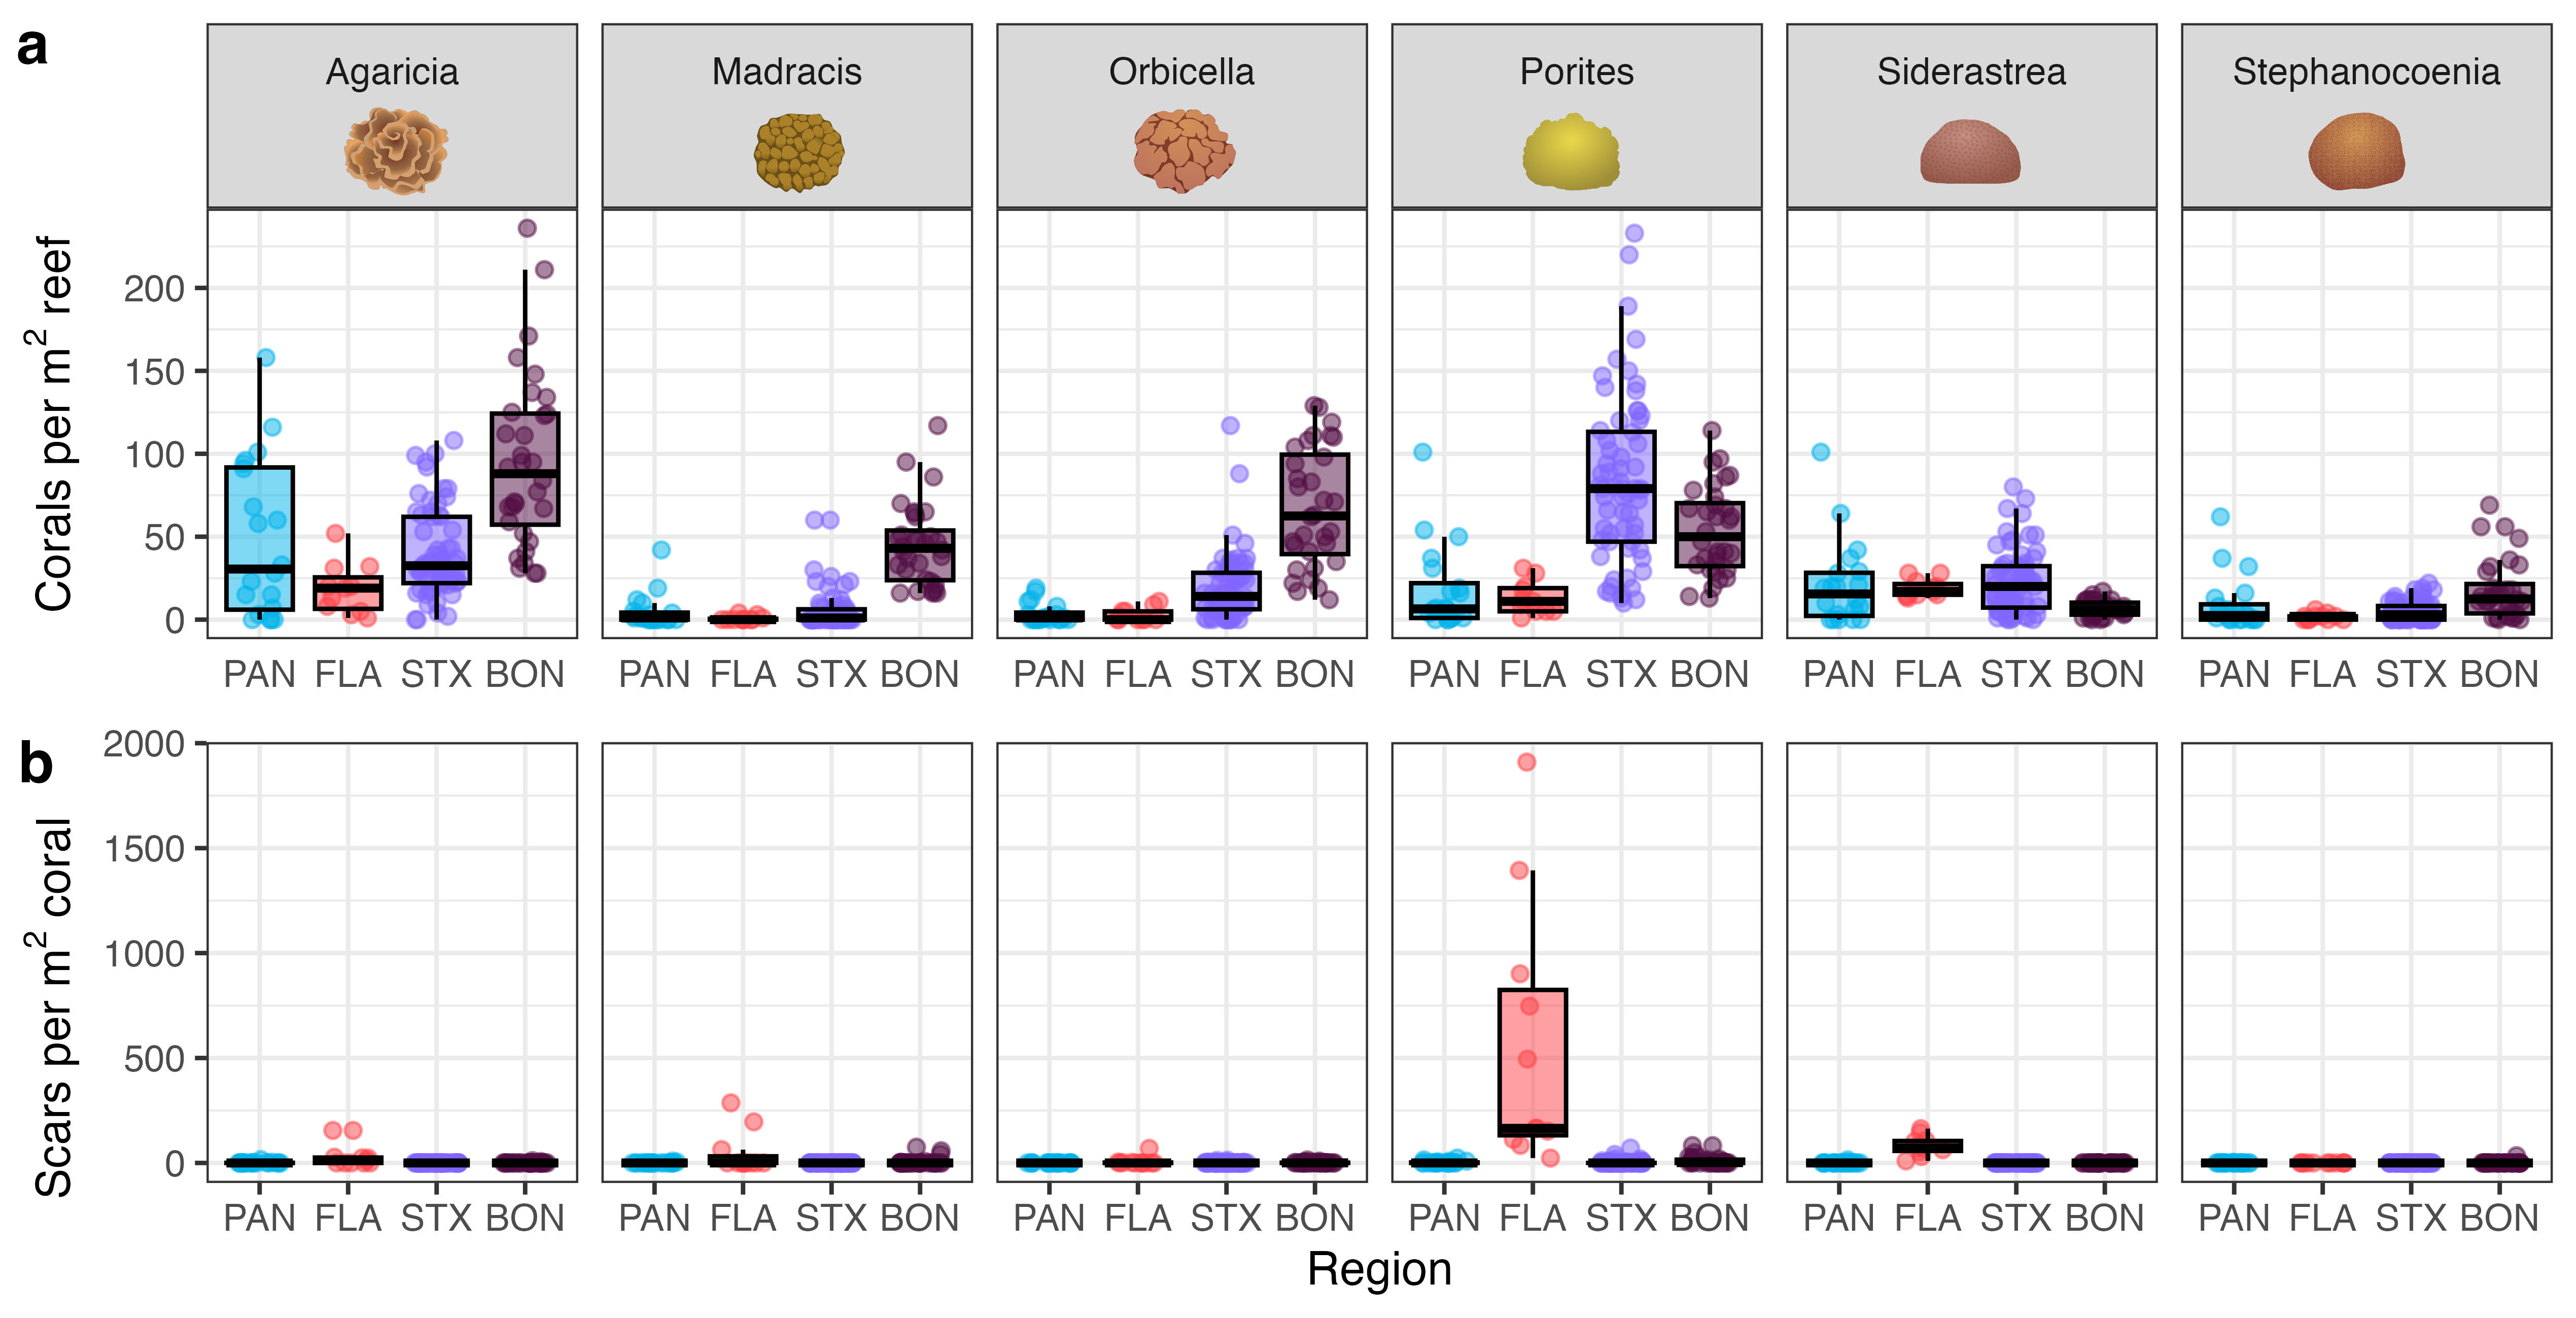 a
Agaricia Madracis Orbicella Porites Siderastrea Stephanocoenia
Corals per m² reef
200
150
100
50
0
PAN FLA STX BON PAN FLA STX BON PAN FLA STX BON PAN FLA STX BON PAN FLA STX BON PAN FLA STX BON
b
Scars per m² coral
2000
1500
1000
500
0
PAN FLA STX BON PAN FLA STX BON PAN FLA STX BON PAN FLA STX BON PAN FLA STX BON PAN FLA STX BON
Region